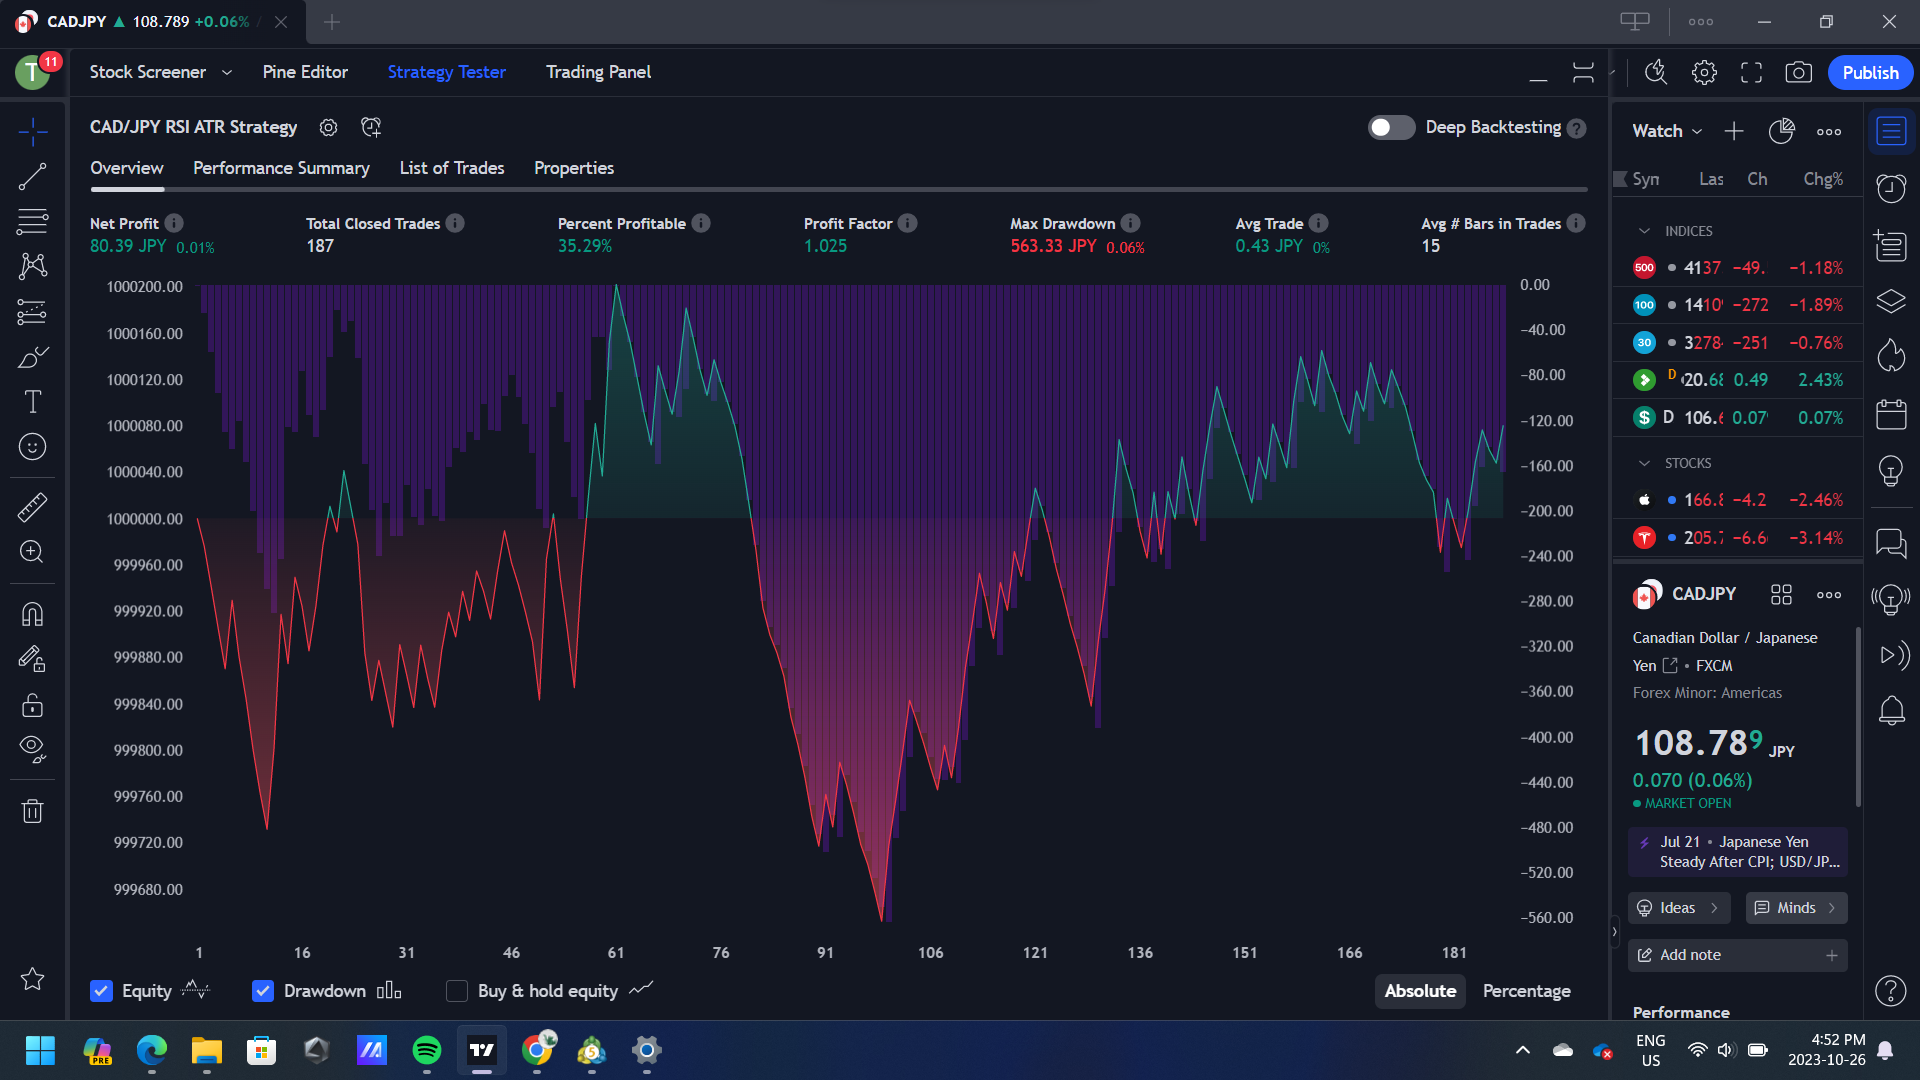 CADJPY ▲ 108.789 +0.06% /
T 11
Stock Screener Pine Editor Strategy Tester Trading Panel
Publish
CAD/JPY RSI ATR Strategy
Deep Backtesting ?
Overview Performance Summary List of Trades Properties
Net Profit Total Closed Trades Percent Profitable Profit Factor Max Drawdown Avg Trade Avg # Bars in Trades
80.39 JPY 0.01% 187 35.29% 1.025 563.33 JPY 0.06% 0.43 JPY 0% 15
1000200.00
1000160.00
1000120.00
1000080.00
1000040.00
1000000.00
999960.00
999920.00
999880.00
999840.00
999800.00
999760.00
999720.00
999680.00
0.00
−40.00
−80.00
−120.00
−160.00
−200.00
−240.00
−280.00
−320.00
−360.00
−400.00
−440.00
−480.00
−520.00
−560.00
1 16 31 46 61 76 91 106 121 136 151 166 181
Equity Drawdown Buy & hold equity
Absolute Percentage
Watch
Syn Las Ch Chg%
INDICES
500 4137 −49. −1.18%
100 1410 −272 −1.89%
30 3278 −251 −0.76%
D 20.68 0.49 2.43%
$ D 106. 0.07 0.07%
STOCKS
166.8 −4.2 −2.46%
T 205.7 −6.6 −3.14%
CADJPY
Canadian Dollar / Japanese
Yen • FXCM
Forex Minor: Americas
108.789 JPY
0.070 (0.06%)
MARKET OPEN
Jul 21 • Japanese Yen
Steady After CPI; USD/JP...
Ideas Minds
Add note
Performance
PRE
5
ENG
US
4:52 PM
2023-10-26